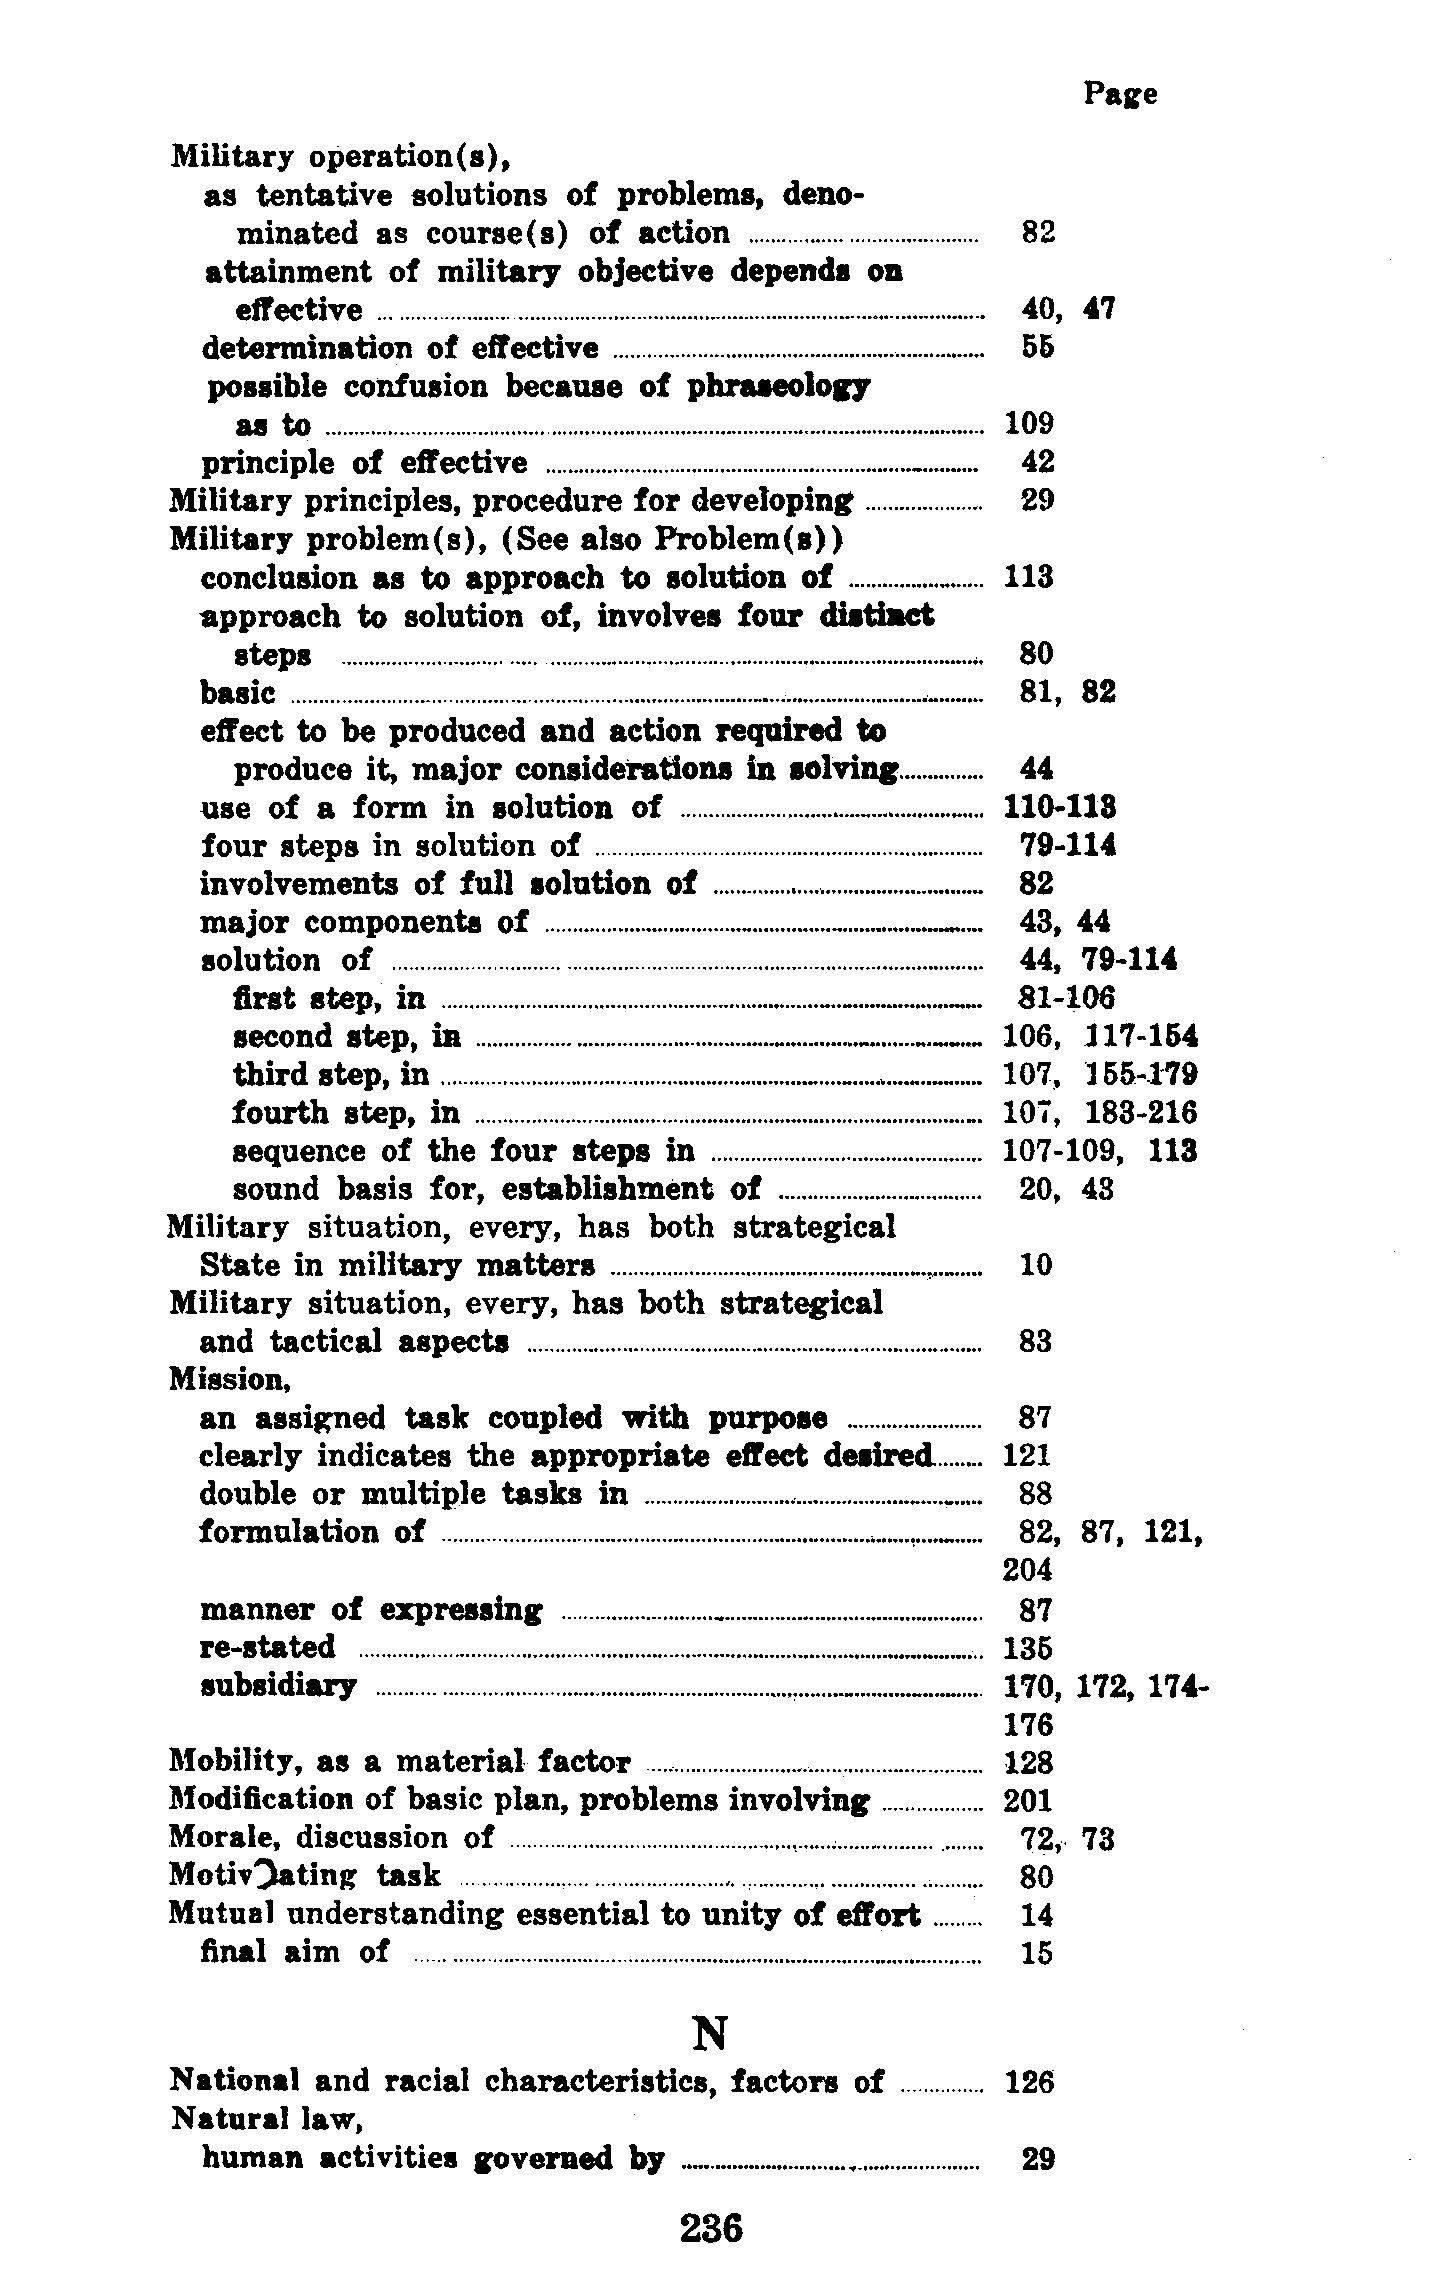 Page
Military operation(s),
as tentative solutions of problems, deno-
minated as course(s) of action ........ 82
attainment of military objective depends on
effective ........ 40, 47
determination of effective ........ 55
possible confusion because of phraseology
as to ........ 109
principle of effective ........ 42
Military principles, procedure for developing ........ 29
Military problem(s), (See also Problem(s))
conclusion as to approach to solution of ........ 113
approach to solution of, involves four distinct
steps ........ 80
basic ........ 81, 82
effect to be produced and action required to
produce it, major considerations in solving ........ 44
use of a form in solution of ........ 110-113
four steps in solution of ........ 79-114
involvements of full solution of ........ 82
major components of ........ 43, 44
solution of ........ 44, 79-114
first step, in ........ 81-106
second step, in ........ 106, 117-154
third step, in ........ 107, 155-179
fourth step, in ........ 107, 183-216
sequence of the four steps in ........ 107-109, 113
sound basis for, establishment of ........ 20, 43
Military situation, every, has both strategical
State in military matters ........ 10
Military situation, every, has both strategical
and tactical aspects ........ 83
Mission,
an assigned task coupled with purpose ........ 87
clearly indicates the appropriate effect desired ........ 121
double or multiple tasks in ........ 88
formulation of ........ 82, 87, 121,
204
manner of expressing ........ 87
re-stated ........ 135
subsidiary ........ 170, 172, 174-
176
Mobility, as a material factor ........ 128
Modification of basic plan, problems involving ........ 201
Morale, discussion of ........ 72, 73
Motivating task ........ 80
Mutual understanding essential to unity of effort ........ 14
final aim of ........ 15
N
National and racial characteristics, factors of ........ 126
Natural law,
human activities governed by ........ 29
236